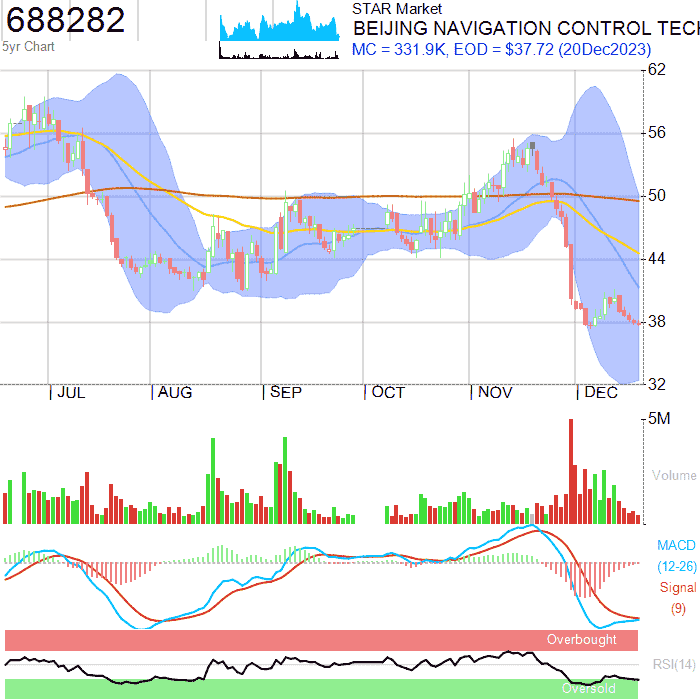 688282
5yr Chart
STAR Market
BEIJING NAVIGATION CONTROL TECH
MC = 331.9K, EOD = $37.72 (20Dec2023)
62
56
50
44
38
32
JUL
AUG
SEP
OCT
NOV
DEC
5M
Volume
MACD
(12-26)
Signal
(9)
Overbought
RSI(14)
Oversold